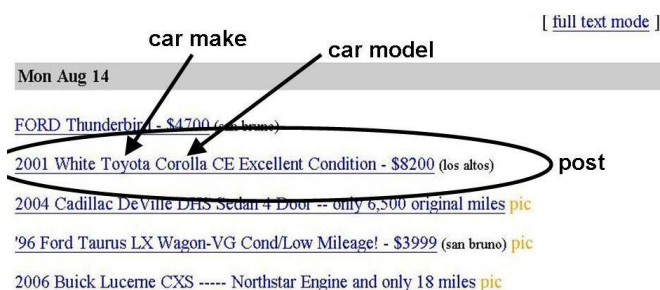 [ full text mode ]
car make
car model
Mon Aug 14
FORD Thunderbird - $4700 (san bruno)
2001 White Toyota Corolla CE Excellent Condition - $8200 (los altos)
post
2004 Cadillac DeVille DHS Sedan 4 Door -- only 6,500 original miles pic
'96 Ford Taurus LX Wagon-VG Cond/Low Mileage! - $3999 (san bruno) pic
2006 Buick Lucerne CXS ----- Northstar Engine and only 18 miles pic